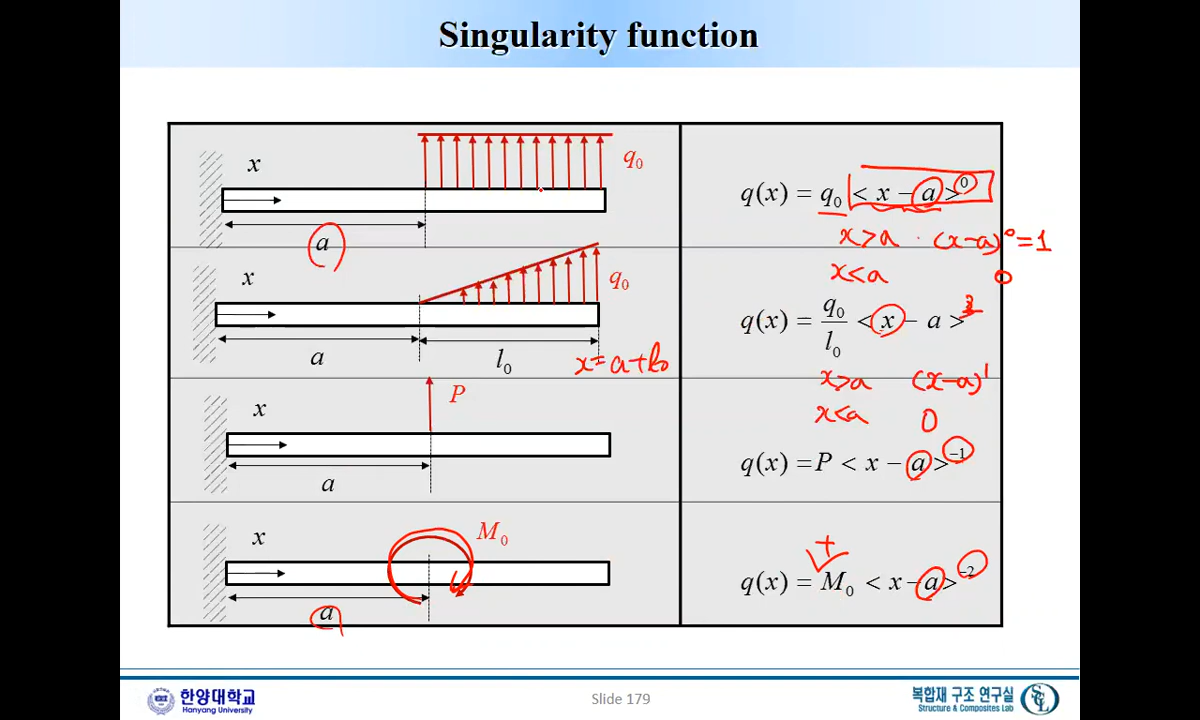 Singularity function
x
q₀
a
q(x) = q₀ < x − a >⁰
x>a · (x−a)⁰ = 1
x<a 0
x
q₀
a
l₀
x=a+l₀
q(x) = q₀/l₀ < x − a >
x>a (x−a)¹
x<a 0
x
P
a
q(x) = P < x − a >⁻¹
x
M₀
a
+
q(x) = M₀ < x − a >⁻²
한양대학교
Hanyang University
Slide 179
복합재 구조 연구실
Structure & Composites Lab